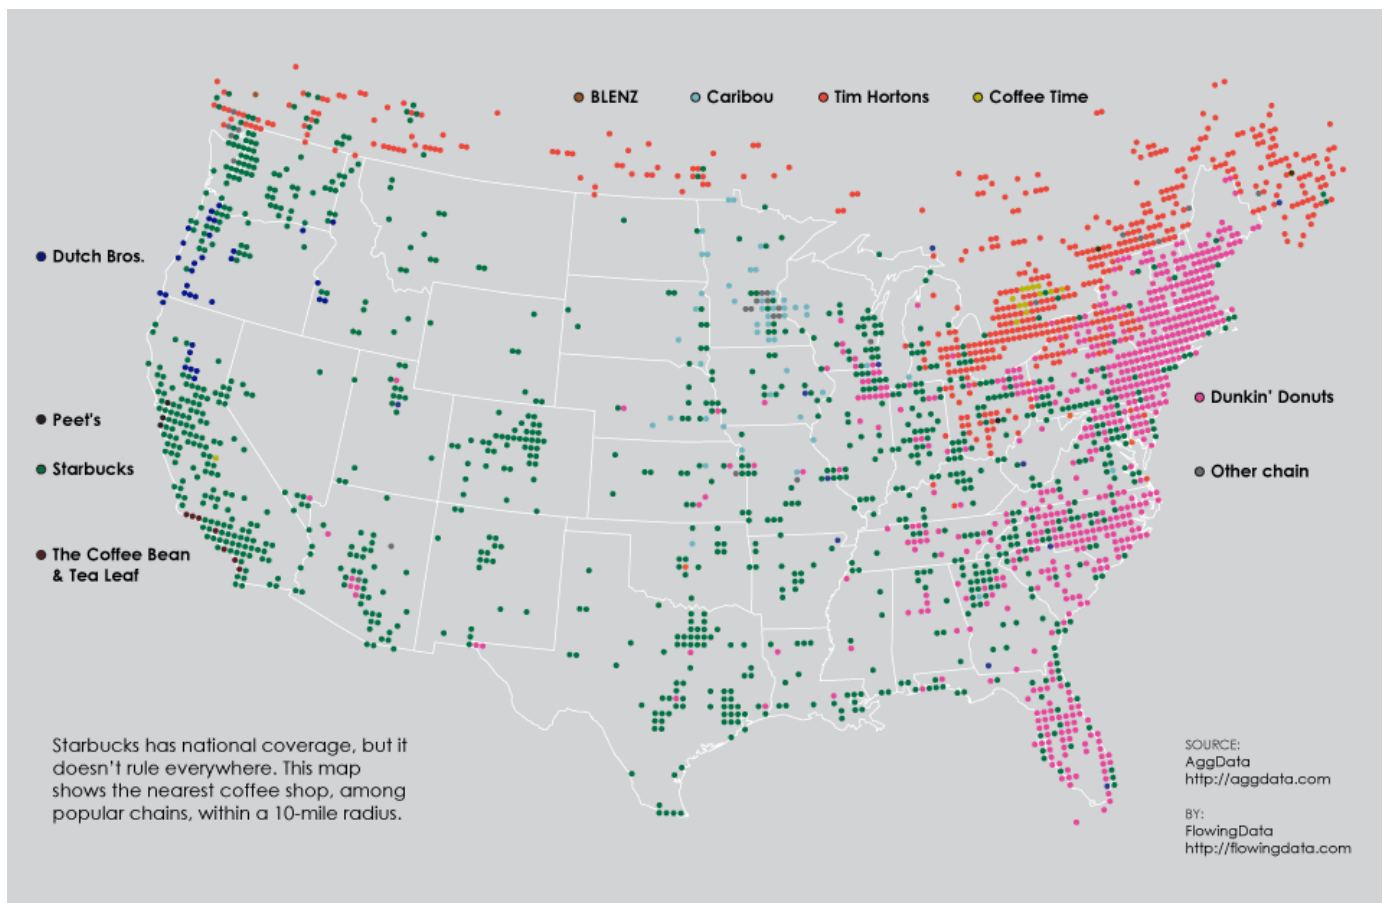 BLENZ
Caribou
Tim Hortons
Coffee Time
Dutch Bros.
Peet's
Starbucks
The Coffee Bean
& Tea Leaf
Dunkin’ Donuts
Other chain
Starbucks has national coverage, but it
doesn’t rule everywhere. This map
shows the nearest coffee shop, among
popular chains, within a 10-mile radius.
SOURCE:
AggData
http://aggdata.com
BY:
FlowingData
http://flowingdata.com